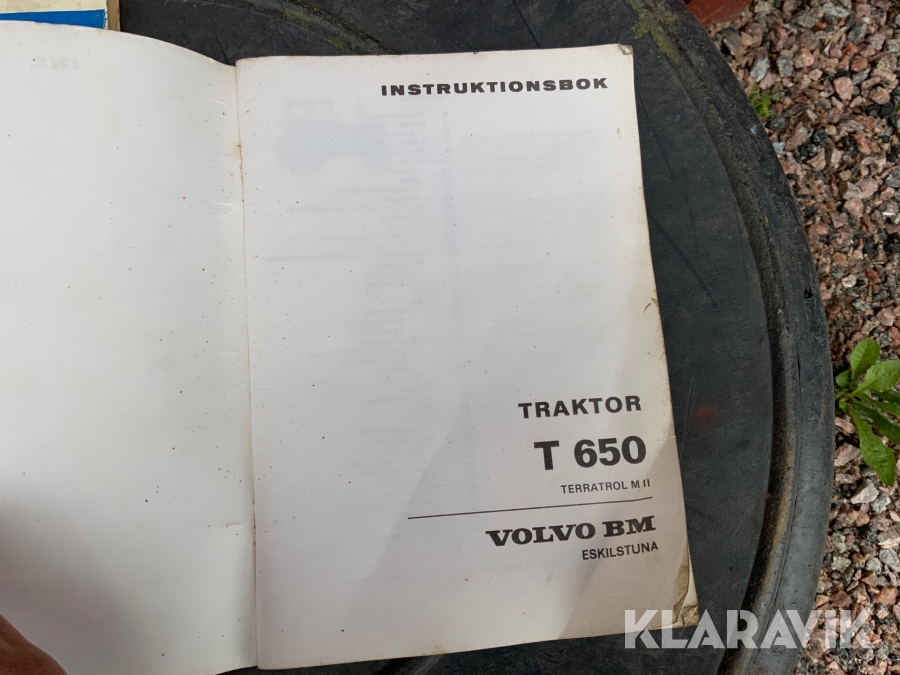 INSTRUKTIONSBOK
TRAKTOR
T 650
TERRATROL M II
VOLVO BM
ESKILSTUNA
KLARAVIK